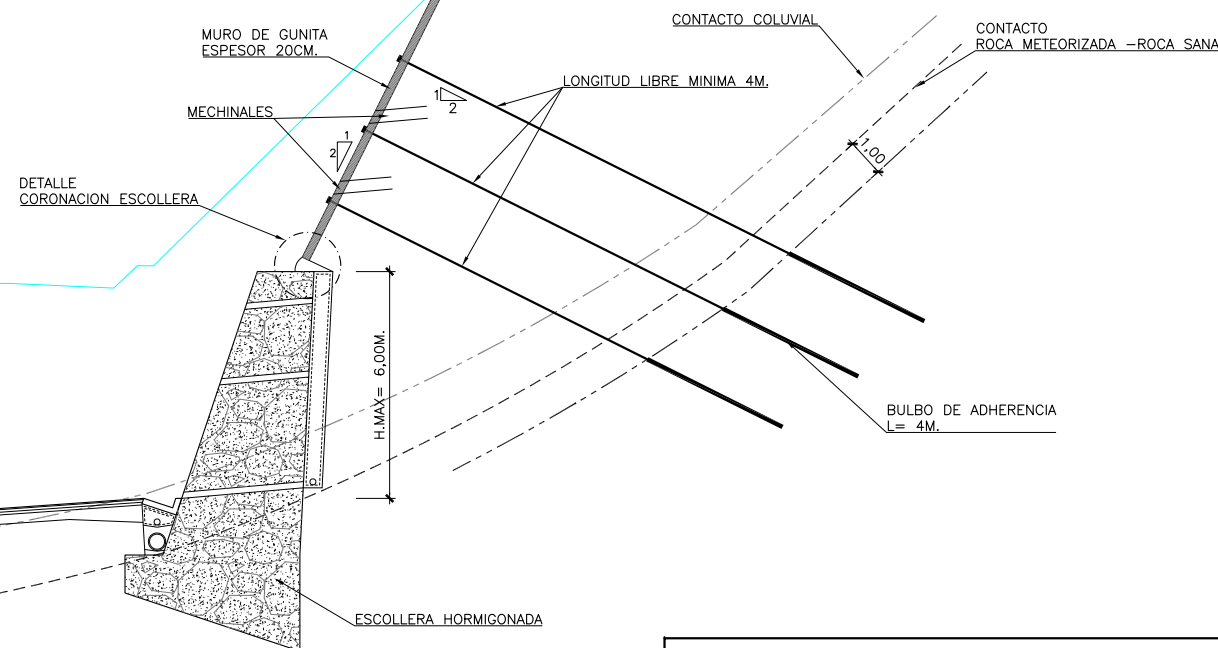 CONTACTO COLUVIAL
CONTACTO
ROCA METEORIZADA -ROCA SANA
MURO DE GUNITA
ESPESOR 20CM.
LONGITUD LIBRE MINIMA 4M.
1
2
MECHINALES
1
2
1,00
DETALLE
CORONACION ESCOLLERA
H.MAX= 6,00M.
BULBO DE ADHERENCIA
L= 4M.
ESCOLLERA HORMIGONADA